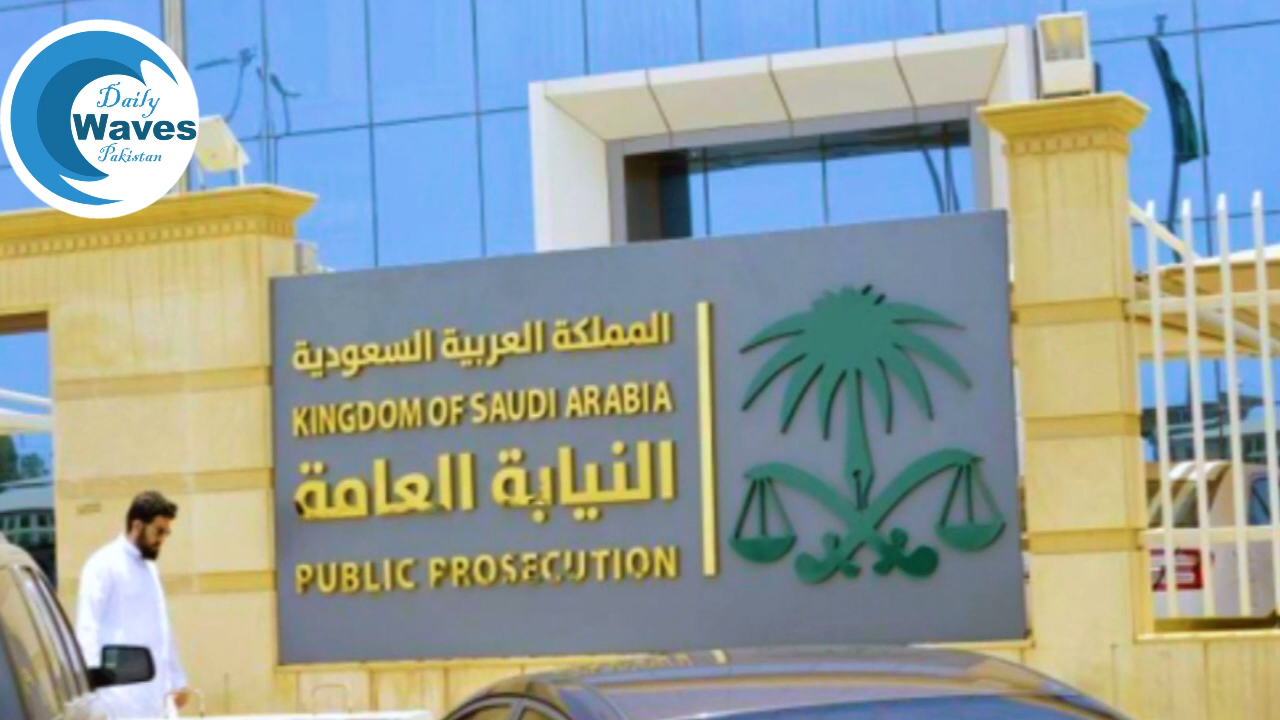 Daily
Waves
Pakistan
المملكة العربية السعودية
KINGDOM OF SAUDI ARABIA
النيابة العامة
PUBLIC PROSECUTION